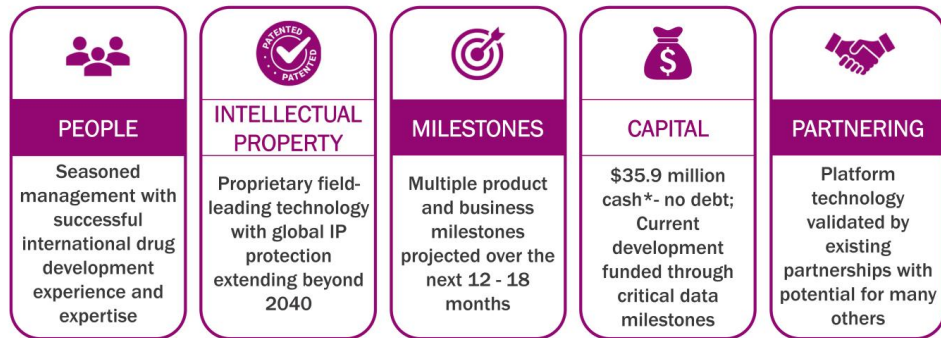 PATENTED
PATENTED
$
PEOPLE
Seasoned
management with
successful
international drug
development
experience and
expertise
INTELLECTUAL
PROPERTY
Proprietary field-
leading technology
with global IP
protection
extending beyond
2040
MILESTONES
Multiple product
and business
milestones
projected over the
next 12 - 18
months
CAPITAL
$35.9 million
cash*- no debt;
Current
development
funded through
critical data
milestones
PARTNERING
Platform
technology
validated by
existing
partnerships with
potential for many
others